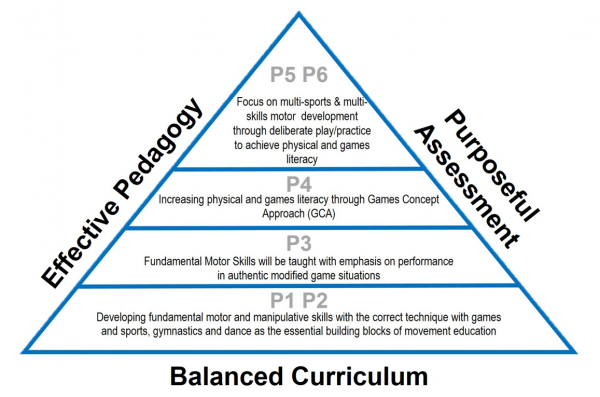 P5 P6
Focus on multi-sports & multi-
skills motor development
through deliberate play/practice
to achieve physical and games
literacy
Effective Pedagogy
Purposeful
Assessment
P4
Increasing physical and games literacy through Games Concept
Approach (GCA)
P3
Fundamental Motor Skills will be taught with emphasis on performance
in authentic modified game situations
P1 P2
Developing fundamental motor and manipulative skills with the correct technique with games
and sports, gymnastics and dance as the essential building blocks of movement education
Balanced Curriculum